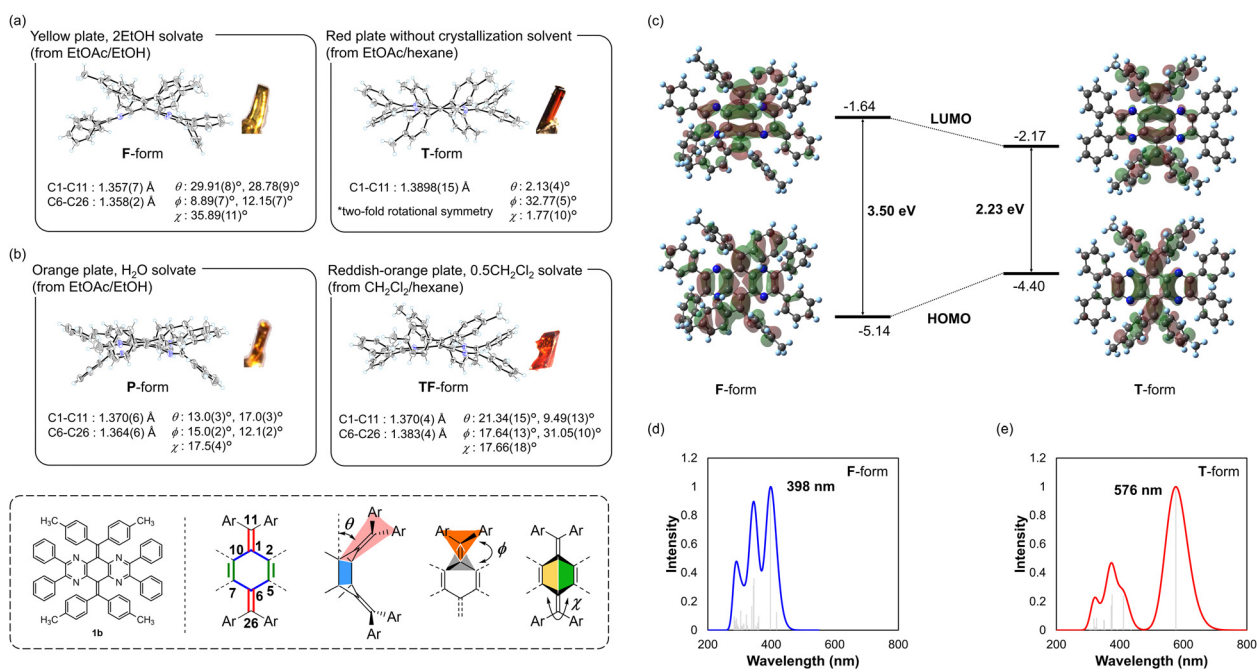 (a)
Yellow plate, 2EtOH solvate
(from EtOAc/EtOH)
F-form
C1-C11 : 1.357(7) Å
C6-C26 : 1.358(2) Å
θ : 29.91(8)°, 28.78(9)°
ϕ : 8.89(7)°, 12.15(7)°
χ : 35.89(11)°
Red plate without crystallization solvent
(from EtOAc/hexane)
T-form
C1-C11 : 1.3898(15) Å
*two-fold rotational symmetry
θ : 2.13(4)°
ϕ : 32.77(5)°
χ : 1.77(10)°
(b)
Orange plate, H2O solvate
(from EtOAc/EtOH)
P-form
C1-C11 : 1.370(6) Å
C6-C26 : 1.364(6) Å
θ : 13.0(3)°, 17.0(3)°
ϕ : 15.0(2)°, 12.1(2)°
χ : 17.5(4)°
Reddish-orange plate, 0.5CH2Cl2 solvate
(from CH2Cl2/hexane)
TF-form
C1-C11 : 1.370(4) Å
C6-C26 : 1.383(4) Å
θ : 21.34(15)°, 9.49(13)°
ϕ : 17.64(13)°, 31.05(10)°
χ : 17.66(18)°
H3C
CH3
N
N
N
N
H3C
CH3
1b
Ar
Ar
11
10
1
2
7
6
5
Ar
26
Ar
θ
Ar
Ar
Ar
Ar
Ar
Ar
ϕ
Ar
Ar
χ
Ar
Ar
(c)
-1.64
LUMO
-2.17
3.50 eV
2.23 eV
-4.40
HOMO
-5.14
F-form
T-form
(d)
F-form
398 nm
Intensity
1.2
1
0.8
0.6
0.4
0.2
0
200
400
600
800
Wavelength (nm)
(e)
T-form
576 nm
Intensity
1.2
1
0.8
0.6
0.4
0.2
0
200
400
600
800
Wavelength (nm)